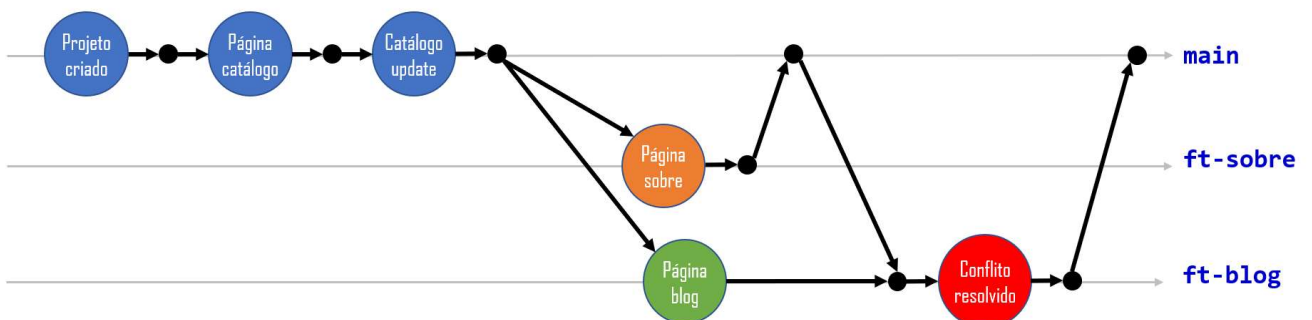 Projeto
criado
Página
catálogo
Catálogo
update
main
Página
sobre
ft-sobre
Página
blog
Conflito
resolvido
ft-blog